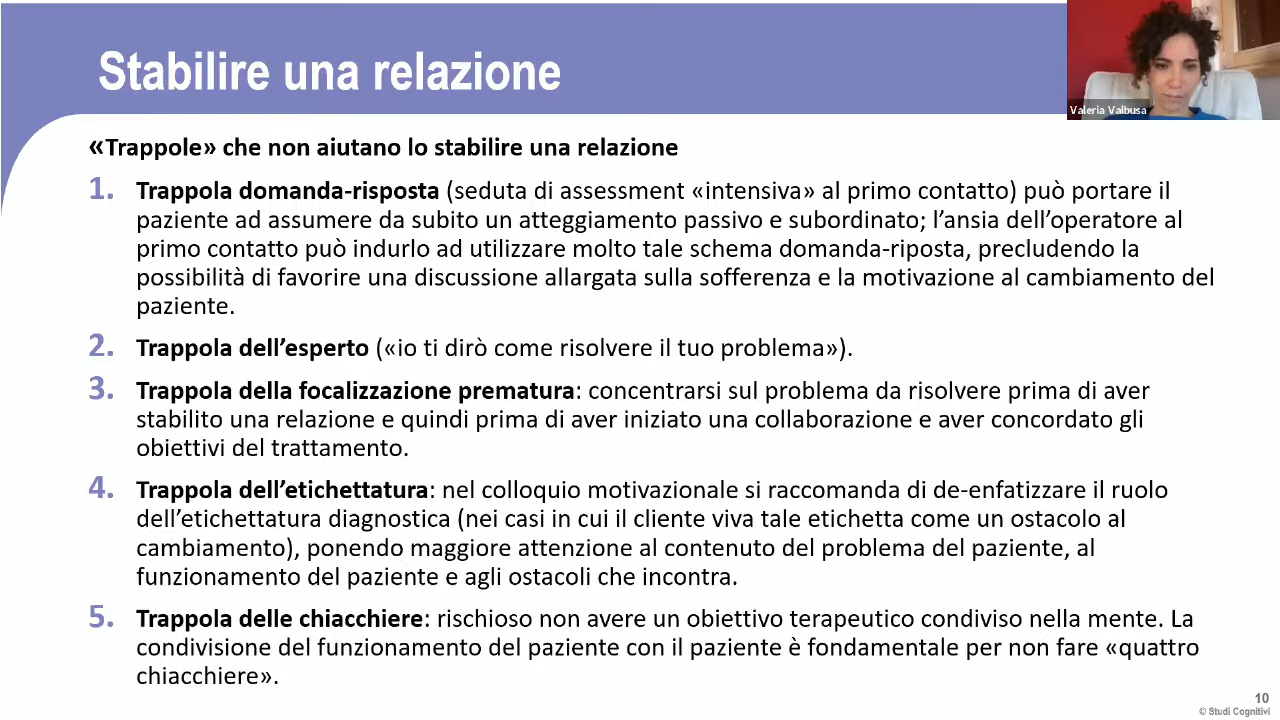 Stabilire una relazione
Valeria Valbusa
«Trappole» che non aiutano lo stabilire una relazione
1. Trappola domanda-risposta (seduta di assessment «intensiva» al primo contatto) può portare il
paziente ad assumere da subito un atteggiamento passivo e subordinato; l’ansia dell’operatore al
primo contatto può indurlo ad utilizzare molto tale schema domanda-riposta, precludendo la
possibilità di favorire una discussione allargata sulla sofferenza e la motivazione al cambiamento del
paziente.
2. Trappola dell’esperto («io ti dirò come risolvere il tuo problema»).
3. Trappola della focalizzazione prematura: concentrarsi sul problema da risolvere prima di aver
stabilito una relazione e quindi prima di aver iniziato una collaborazione e aver concordato gli
obiettivi del trattamento.
4. Trappola dell’etichettatura: nel colloquio motivazionale si raccomanda di de-enfatizzare il ruolo
dell’etichettatura diagnostica (nei casi in cui il cliente viva tale etichetta come un ostacolo al
cambiamento), ponendo maggiore attenzione al contenuto del problema del paziente, al
funzionamento del paziente e agli ostacoli che incontra.
5. Trappola delle chiacchiere: rischioso non avere un obiettivo terapeutico condiviso nella mente. La
condivisione del funzionamento del paziente con il paziente è fondamentale per non fare «quattro
chiacchiere».
10
© Studi Cognitivi